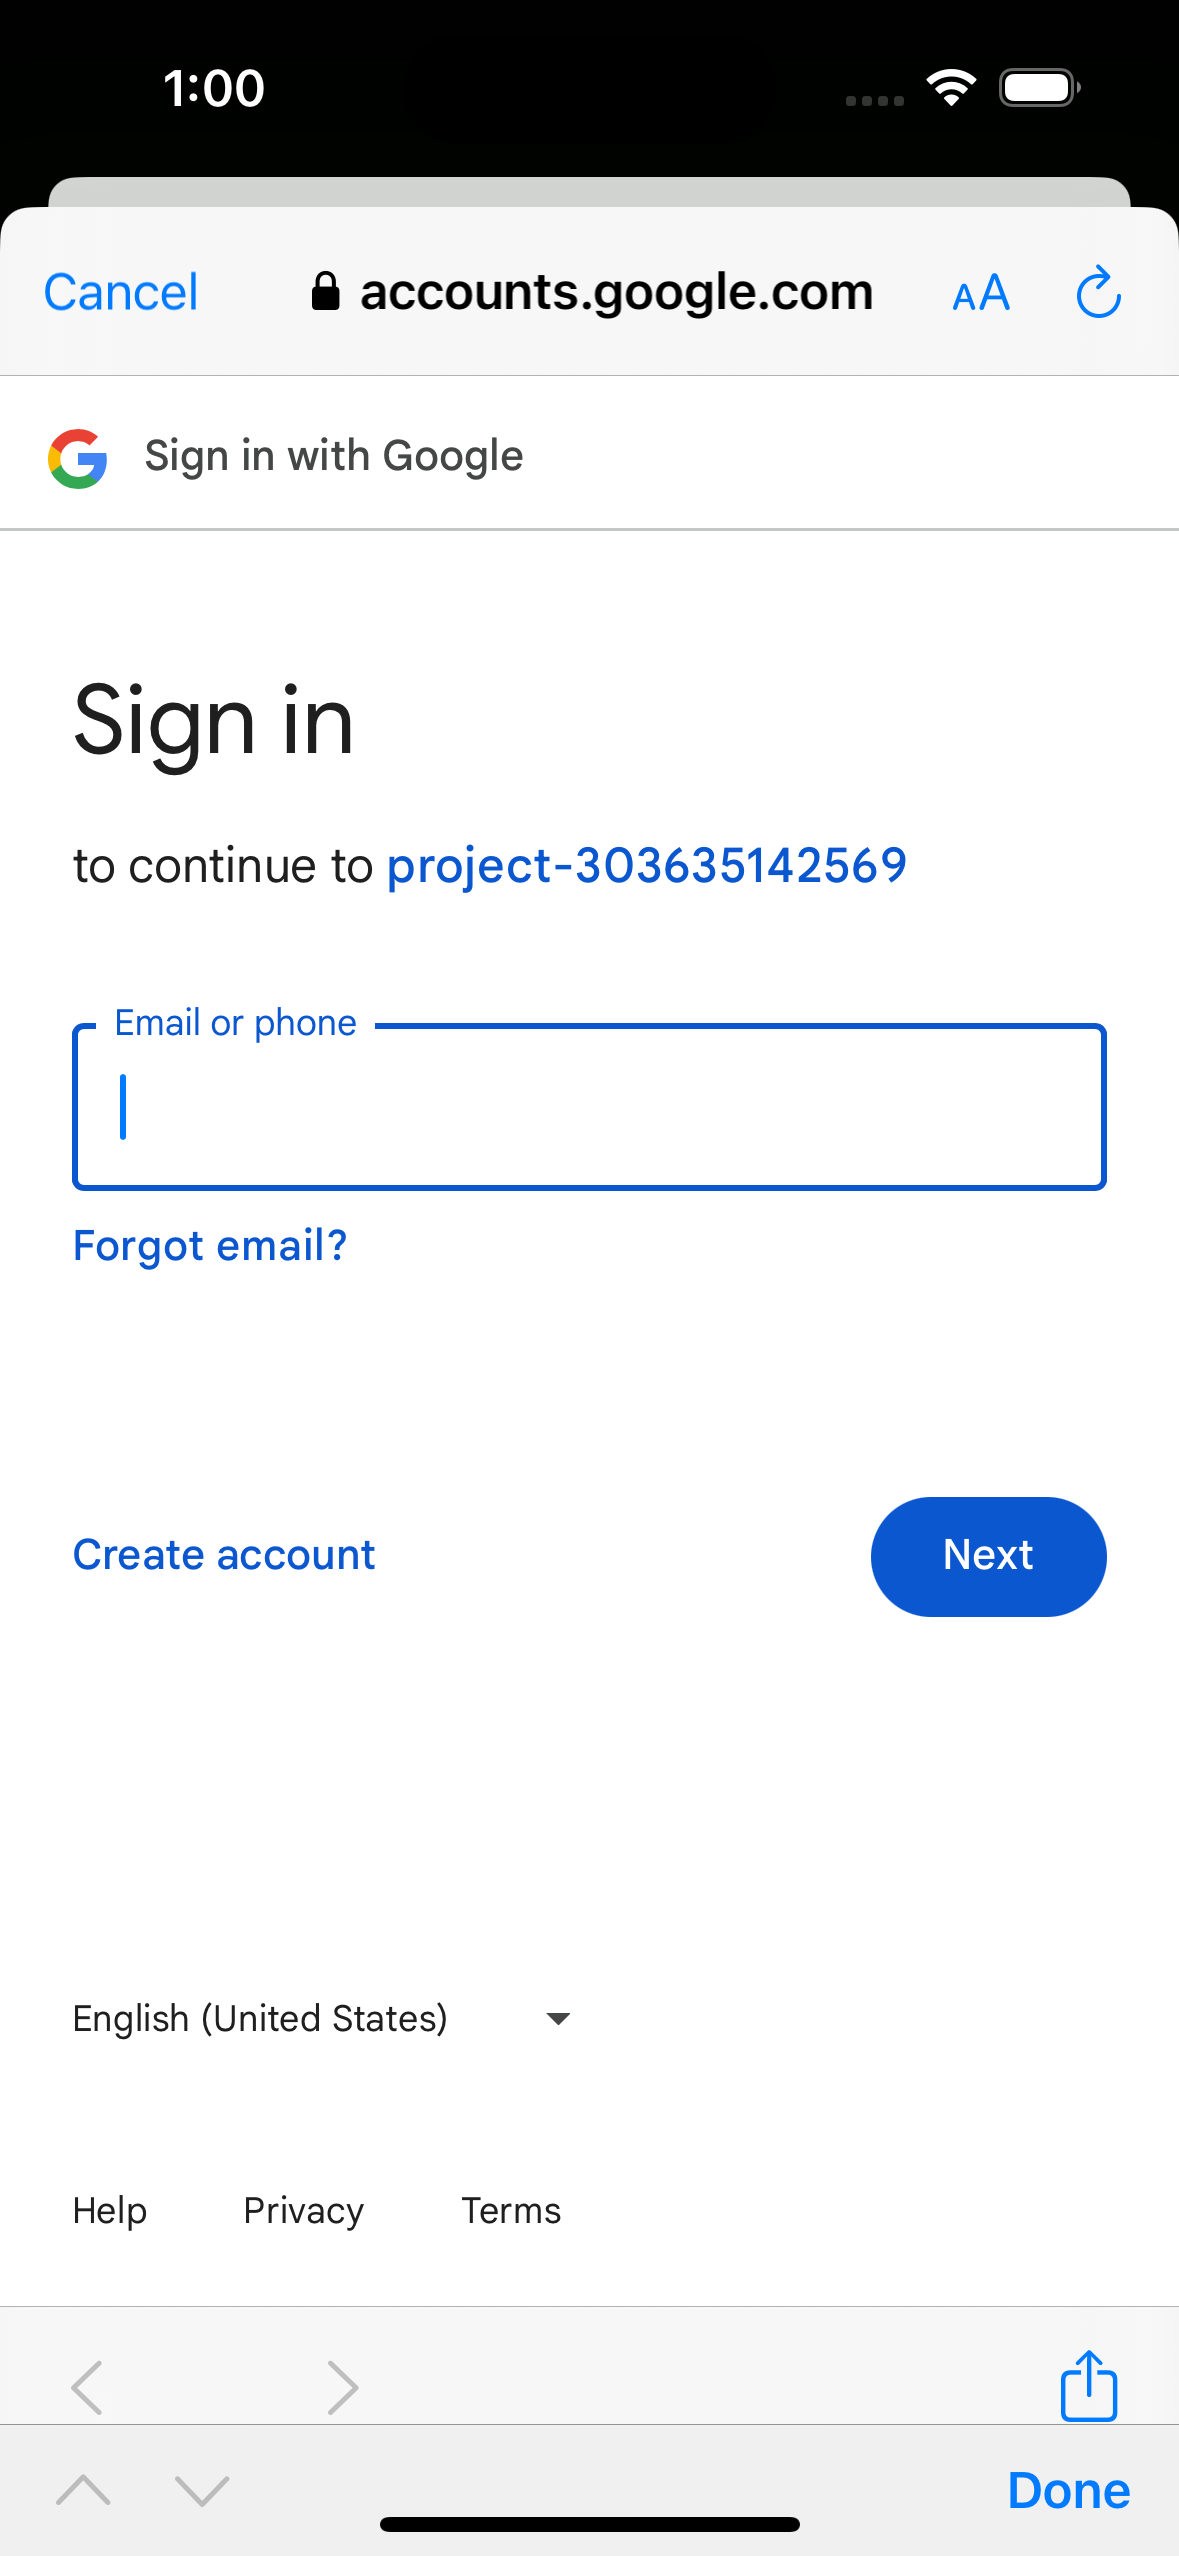 1:00
Cancel accounts.google.com AA
Sign in with Google
Sign in
to continue to project-303635142569
Email or phone
Forgot email?
Create account Next
English (United States)
Help Privacy Terms
Done